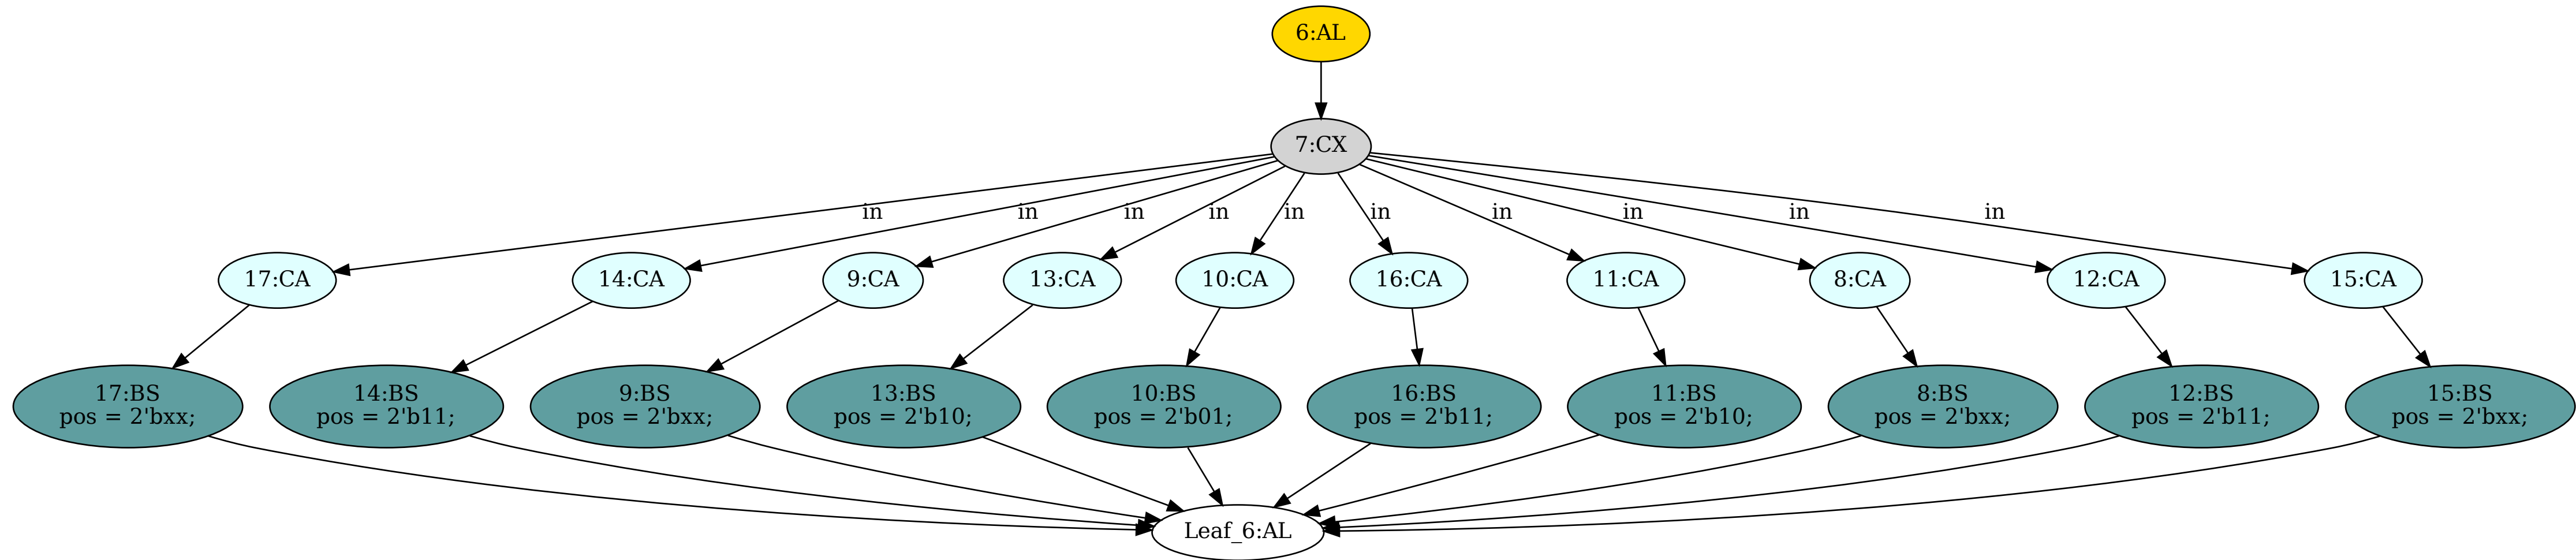 6:AL
7:CX
in in in in in in in in in in
17:CA 14:CA 9:CA 13:CA 10:CA 16:CA 11:CA 8:CA 12:CA 15:CA
17:BS 14:BS 9:BS 13:BS 10:BS 16:BS 11:BS 8:BS 12:BS 15:BS
pos = 2'bxx; pos = 2'b11; pos = 2'bxx; pos = 2'b10; pos = 2'b01; pos = 2'b11; pos = 2'b10; pos = 2'bxx; pos = 2'b11; pos = 2'bxx;
Leaf_6:AL